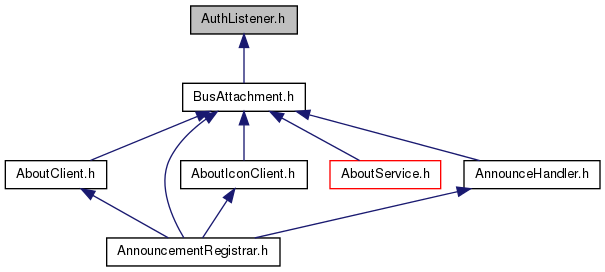 AuthListener.h
BusAttachment.h
AboutClient.h
AboutIconClient.h
AboutService.h
AnnounceHandler.h
AnnouncementRegistrar.h